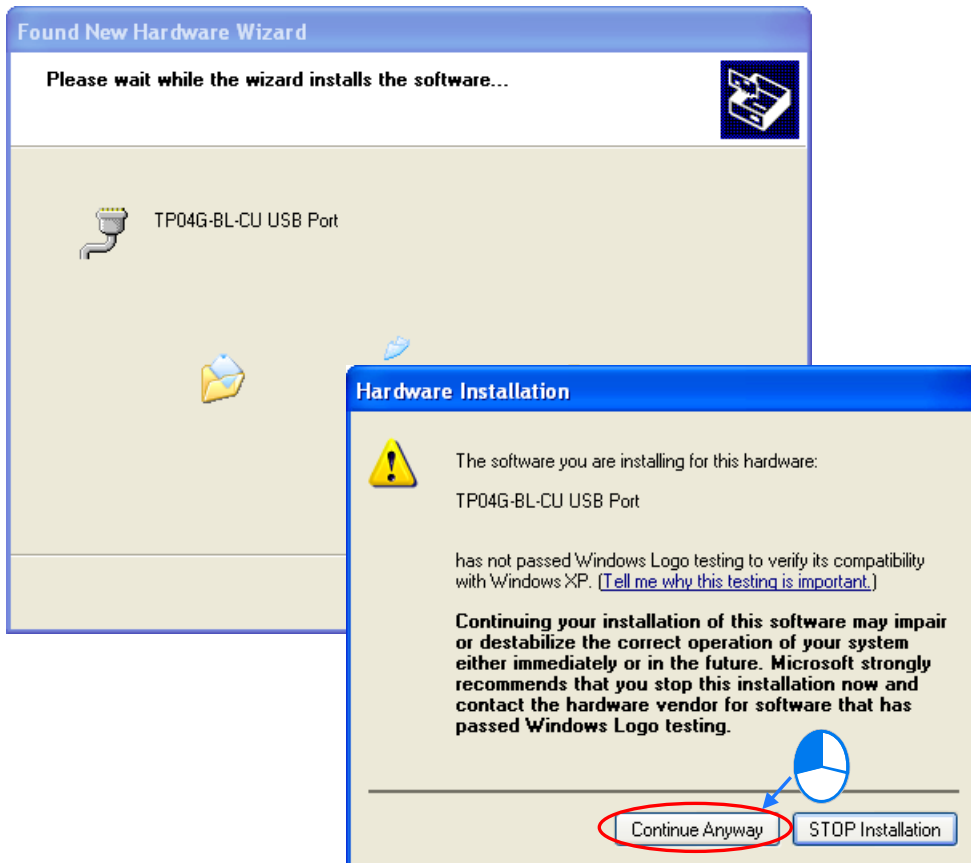 Found New Hardware Wizard
Please wait while the wizard installs the software...
TP04G-BL-CU USB Port
Hardware Installation
The software you are installing for this hardware:
TP04G-BL-CU USB Port
has not passed Windows Logo testing to verify its compatibility
with Windows XP. (Tell me why this testing is important.)
Continuing your installation of this software may impair
or destabilize the correct operation of your system
either immediately or in the future. Microsoft strongly
recommends that you stop this installation now and
contact the hardware vendor for software that has
passed Windows Logo testing.
Continue Anyway STOP Installation